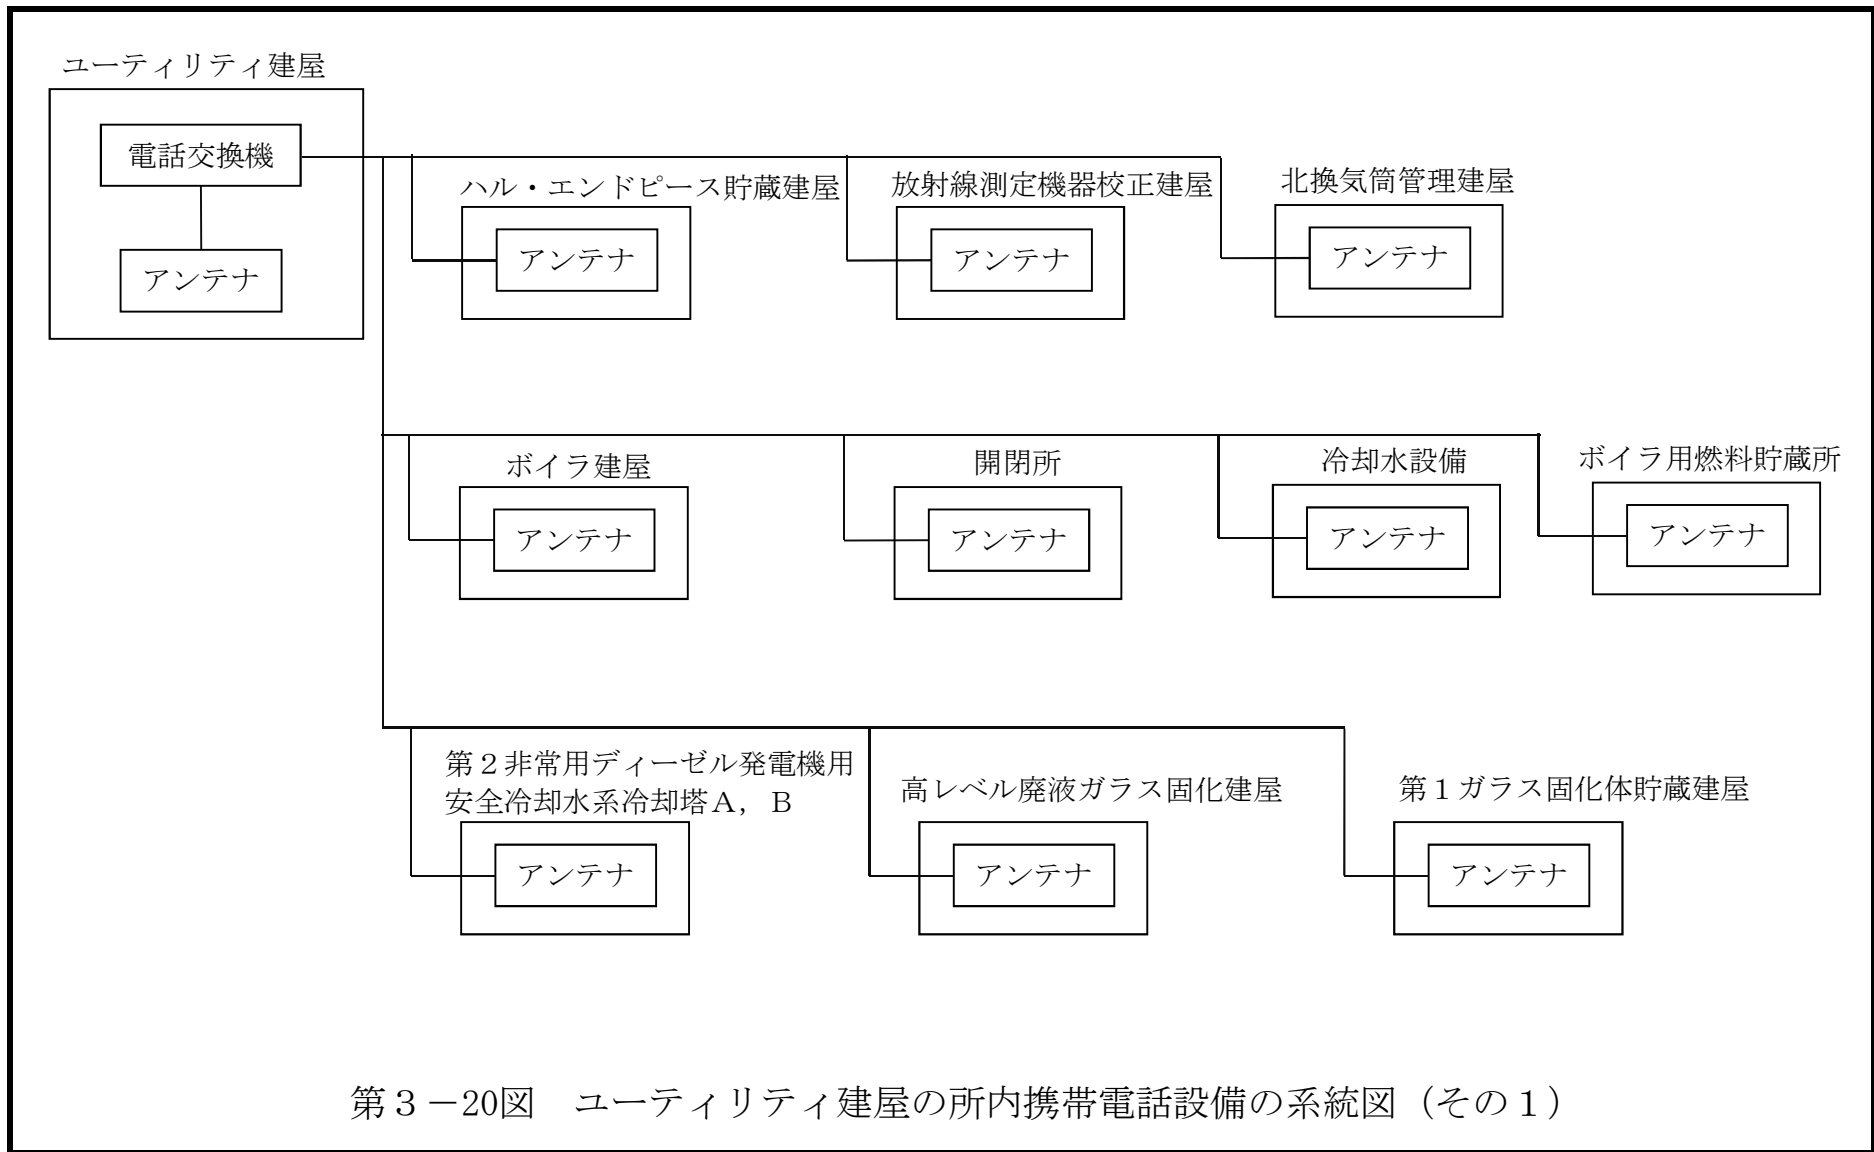 ユーティリティ建屋
電話交換機
アンテナ
ハル・エンドピース貯蔵建屋
アンテナ
放射線測定機器校正建屋
アンテナ
北換気筒管理建屋
アンテナ
ボイラ建屋
アンテナ
開閉所
アンテナ
冷却水設備
アンテナ
ボイラ用燃料貯蔵所
アンテナ
第２非常用ディーゼル発電機用
安全冷却水系冷却塔Ａ，Ｂ
アンテナ
高レベル廃液ガラス固化建屋
アンテナ
第１ガラス固化体貯蔵建屋
アンテナ
第３－20図　ユーティリティ建屋の所内携帯電話設備の系統図（その１）